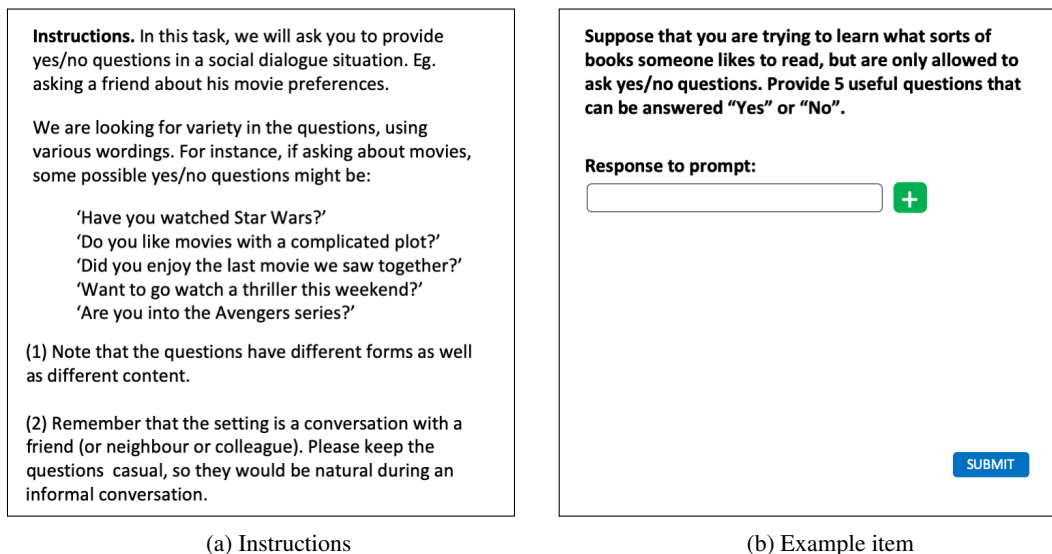 Instructions. In this task, we will ask you to provide
yes/no questions in a social dialogue situation. Eg.
asking a friend about his movie preferences.
We are looking for variety in the questions, using
various wordings. For instance, if asking about movies,
some possible yes/no questions might be:
‘Have you watched Star Wars?’
‘Do you like movies with a complicated plot?’
‘Did you enjoy the last movie we saw together?’
‘Want to go watch a thriller this weekend?’
‘Are you into the Avengers series?’
(1) Note that the questions have different forms as well
as different content.
(2) Remember that the setting is a conversation with a
friend (or neighbour or colleague). Please keep the
questions casual, so they would be natural during an
informal conversation.
(a) Instructions
Suppose that you are trying to learn what sorts of
books someone likes to read, but are only allowed to
ask yes/no questions. Provide 5 useful questions that
can be answered “Yes” or “No”.
Response to prompt:
+
SUBMIT
(b) Example item